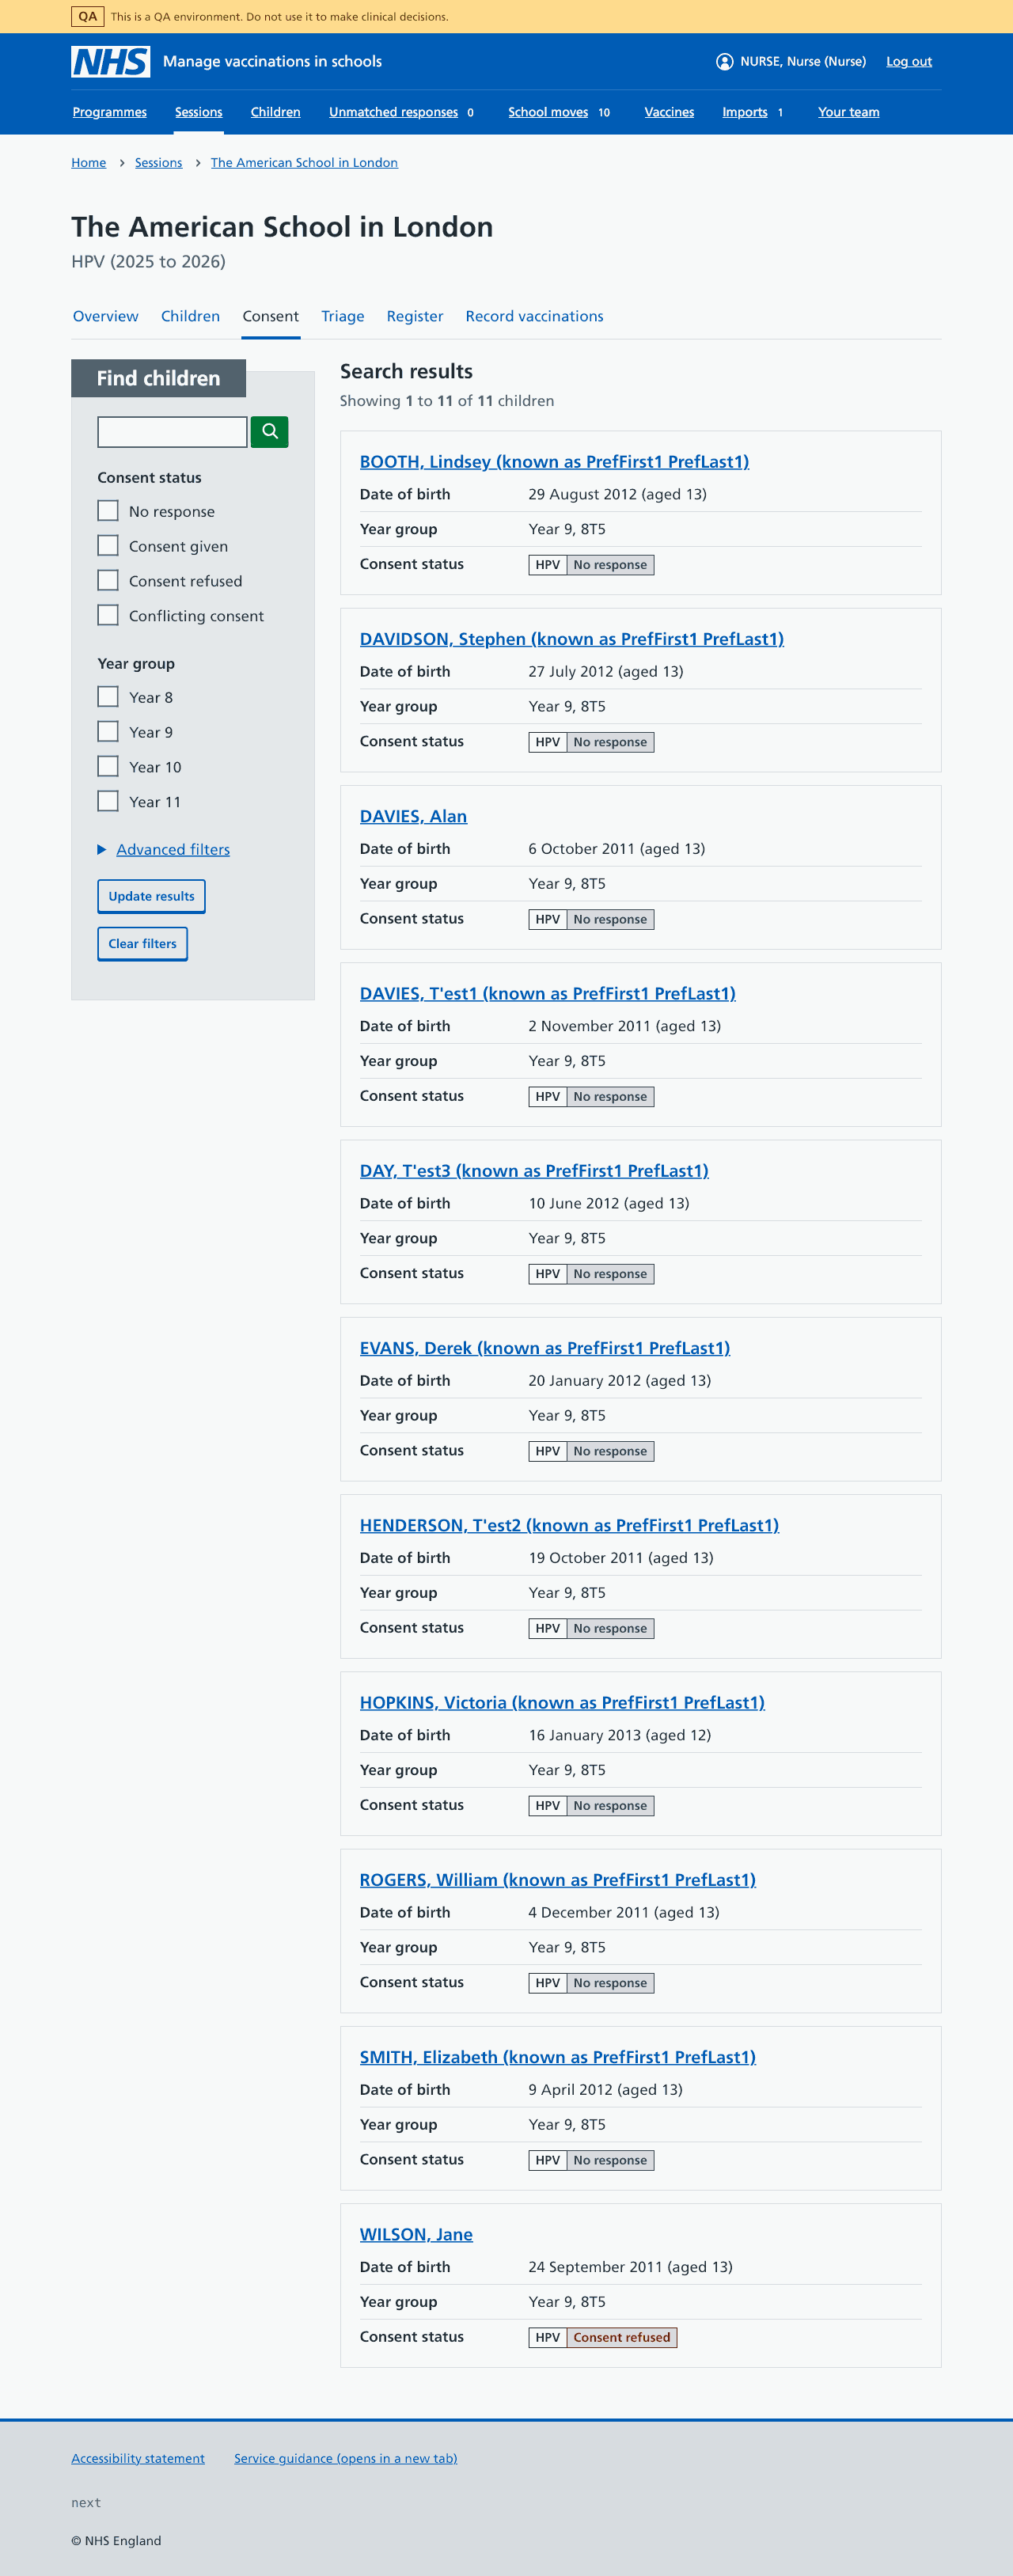 QA This is a QA environment. Do not use it to make clinical decisions.
NHS Manage vaccinations in schools NURSE, Nurse (Nurse) Log out
Programmes Sessions Children Unmatched responses 0 School moves 10 Vaccines Imports 1 Your team
Home Sessions The American School in London
The American School in London
HPV (2025 to 2026)
Overview Children Consent Triage Register Record vaccinations
Find children
Consent status
No response
Consent given
Consent refused
Conflicting consent
Year group
Year 8
Year 9
Year 10
Year 11
Advanced filters
Update results
Clear filters
Search results
Showing 1 to 11 of 11 children
BOOTH, Lindsey (known as PrefFirst1 PrefLast1)
Date of birth 29 August 2012 (aged 13)
Year group Year 9, 8T5
Consent status HPV No response
DAVIDSON, Stephen (known as PrefFirst1 PrefLast1)
Date of birth 27 July 2012 (aged 13)
Year group Year 9, 8T5
Consent status HPV No response
DAVIES, Alan
Date of birth 6 October 2011 (aged 13)
Year group Year 9, 8T5
Consent status HPV No response
DAVIES, T'est1 (known as PrefFirst1 PrefLast1)
Date of birth 2 November 2011 (aged 13)
Year group Year 9, 8T5
Consent status HPV No response
DAY, T'est3 (known as PrefFirst1 PrefLast1)
Date of birth 10 June 2012 (aged 13)
Year group Year 9, 8T5
Consent status HPV No response
EVANS, Derek (known as PrefFirst1 PrefLast1)
Date of birth 20 January 2012 (aged 13)
Year group Year 9, 8T5
Consent status HPV No response
HENDERSON, T'est2 (known as PrefFirst1 PrefLast1)
Date of birth 19 October 2011 (aged 13)
Year group Year 9, 8T5
Consent status HPV No response
HOPKINS, Victoria (known as PrefFirst1 PrefLast1)
Date of birth 16 January 2013 (aged 12)
Year group Year 9, 8T5
Consent status HPV No response
ROGERS, William (known as PrefFirst1 PrefLast1)
Date of birth 4 December 2011 (aged 13)
Year group Year 9, 8T5
Consent status HPV No response
SMITH, Elizabeth (known as PrefFirst1 PrefLast1)
Date of birth 9 April 2012 (aged 13)
Year group Year 9, 8T5
Consent status HPV No response
WILSON, Jane
Date of birth 24 September 2011 (aged 13)
Year group Year 9, 8T5
Consent status HPV Consent refused
Accessibility statement Service guidance (opens in a new tab)
next
© NHS England